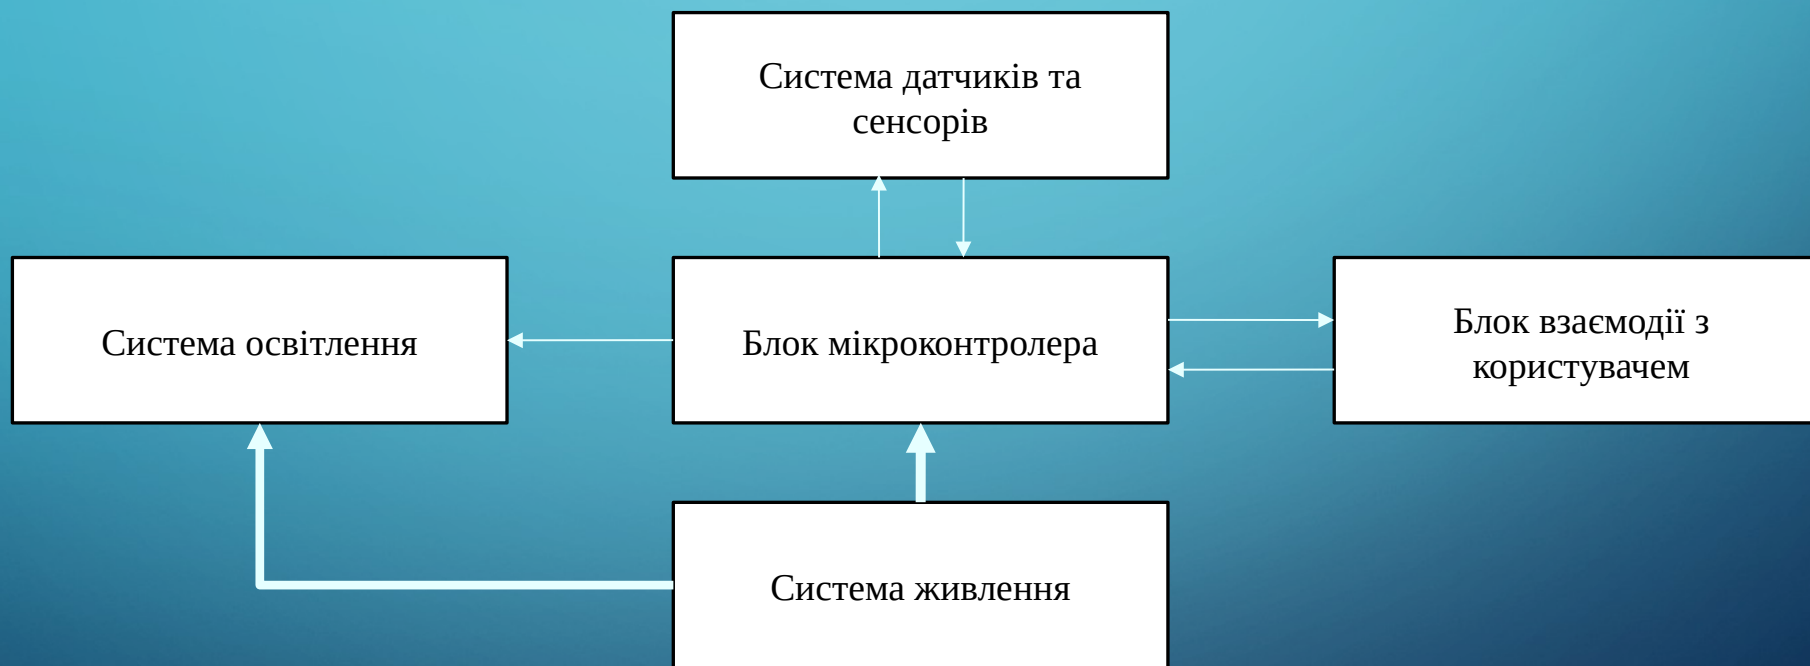 Система датчиків та
сенсорів
Система освітлення
Блок мікроконтролера
Блок взаємодії з
користувачем
Система живлення